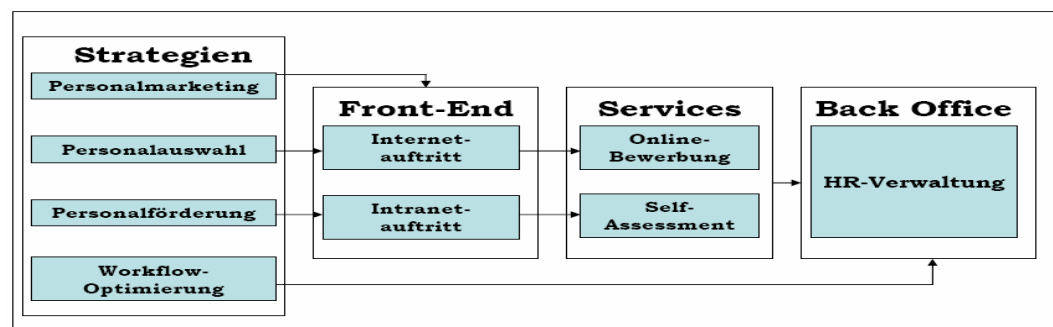 Strategien
Personalmarketing
Personalauswahl
Personalförderung
Workflow-
Optimierung
Front-End
Internet-
auftritt
Intranet-
auftritt
Services
Online-
Bewerbung
Self-
Assessment
Back Office
HR-Verwaltung